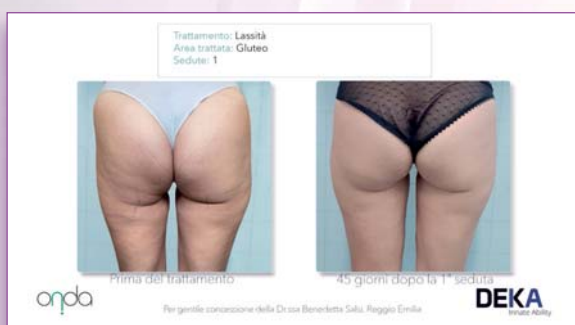 Trattamento: Lassità
Area trattata: Gluteo
Sedute: 1
Prima del trattamento
45 giorni dopo la 1° seduta
onda
Per gentile concessione della Dr.ssa Benedetta Salsi, Reggio Emilia
DEKA
Innate Ability